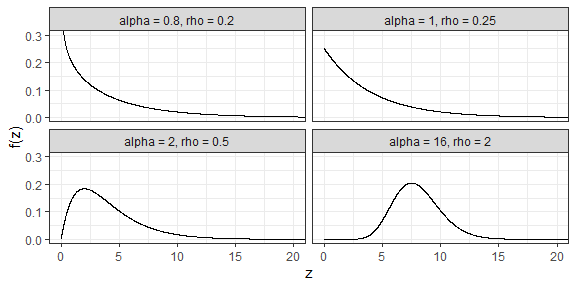 alpha = 0.8, rho = 0.2
alpha = 1, rho = 0.25
0.3
0.2
0.1
0.0
alpha = 2, rho = 0.5
alpha = 16, rho = 2
0.3
0.2
0.1
0.0
f(z)
0 5 10 15 20
0 5 10 15 20
z